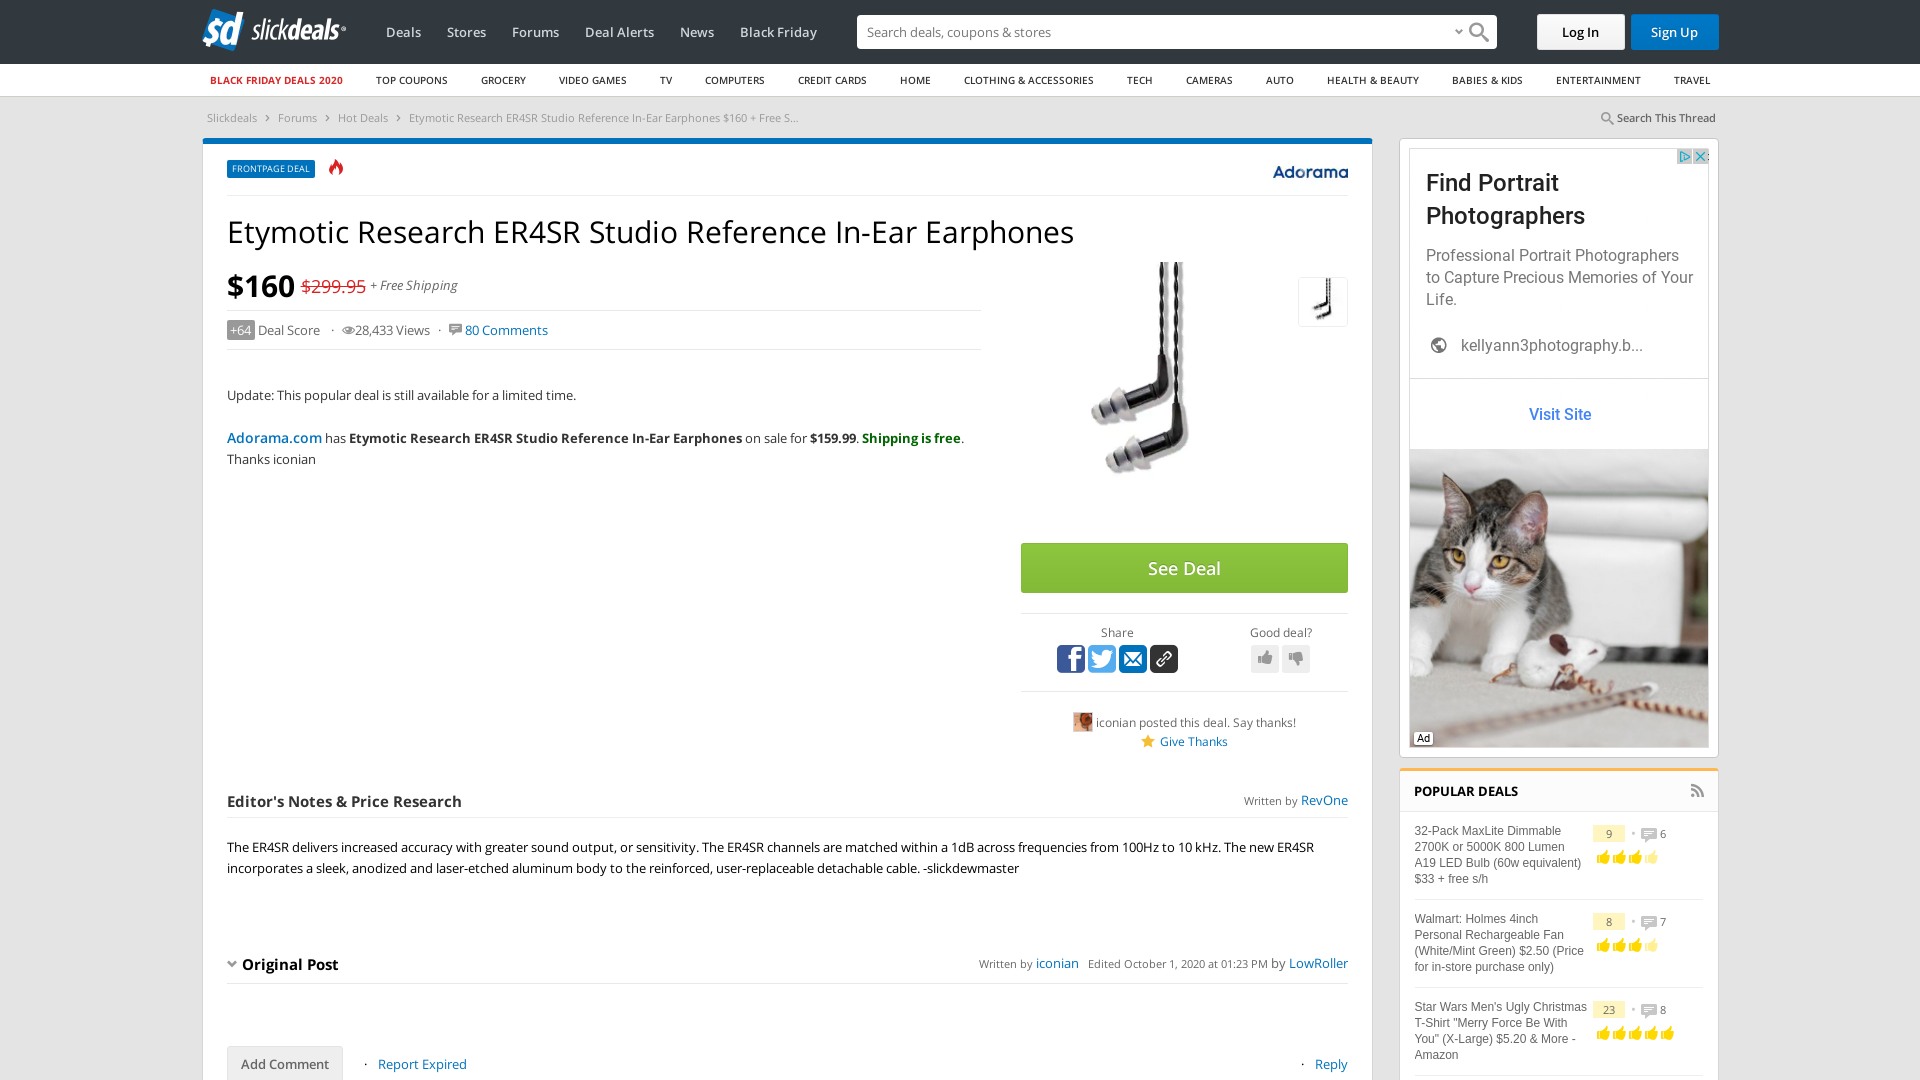 slickdeals
Deals
Stores
Forums
Deal Alerts
News
Black Friday
Search deals, coupons & shops
Log In
Sign Up
BLACK FRIDAY DEALS 2020
TOP COUPONS
GROCERY
VIDEO GAMES
TV
COMPUTERS
CREDIT CARDS
HOME
CLOTHING & ACCESSORIES
TECH
CAMERAS
AUTO
HEALTH & BEAUTY
BABIES & KIDS
ENTERTAINMENT
TRAVEL
Slickdeals › Forums › Hot Deals › Etymotic Research ER4SR Studio Reference In-Ear Earphones $160 + Free S...
Search This Thread
FRONTPAGE DEAL
Adorama
Etymotic Research ER4SR Studio Reference In-Ear Earphones
$160 $299.95 + Free Shipping
+64 Deal Score · 28,433 Views · 80 Comments
Update: This popular deal is still available for a limited time.
Adorama.com has Etymotic Research ER4SR Studio Reference In-Ear Earphones on sale for $159.99. Shipping is free.
Thanks iconian
See Deal
Share
Good deal?
iconian posted this deal. Say thanks!
Give Thanks
Editor's Notes & Price Research
Written by RevOne
The ER4SR delivers increased accuracy with greater sound output, or sensitivity. The ER4SR channels are matched within a 1dB across frequencies from 100Hz to 10 kHz. The new ER4SR
incorporates a sleek, anodized and laser-etched aluminum body to the reinforced, user-replaceable detachable cable. -slickdewmaster
Original Post
Written by iconian Edited October 1, 2020 at 01:23 PM by LowRoller
Add Comment
· Report Expired
· Reply
Find Portrait
Photographers
Professional Portrait Photographers
to Capture Precious Memories of Your
Life.
kellyann3photography.b...
Visit Site
Ad
POPULAR DEALS
32-Pack MaxLite Dimmable
2700K or 5000K 800 Lumen
A19 LED Bulb (60w equivalent)
$33 + free s/h
9 • 6
Walmart: Holmes 4inch
Personal Rechargeable Fan
(White/Mint Green) $2.50 (Price
for in-store purchase only)
8 • 7
Star Wars Men's Ugly Christmas
T-Shirt "Merry Force Be With
You" (X-Large) $5.20 & More -
Amazon
23 • 8